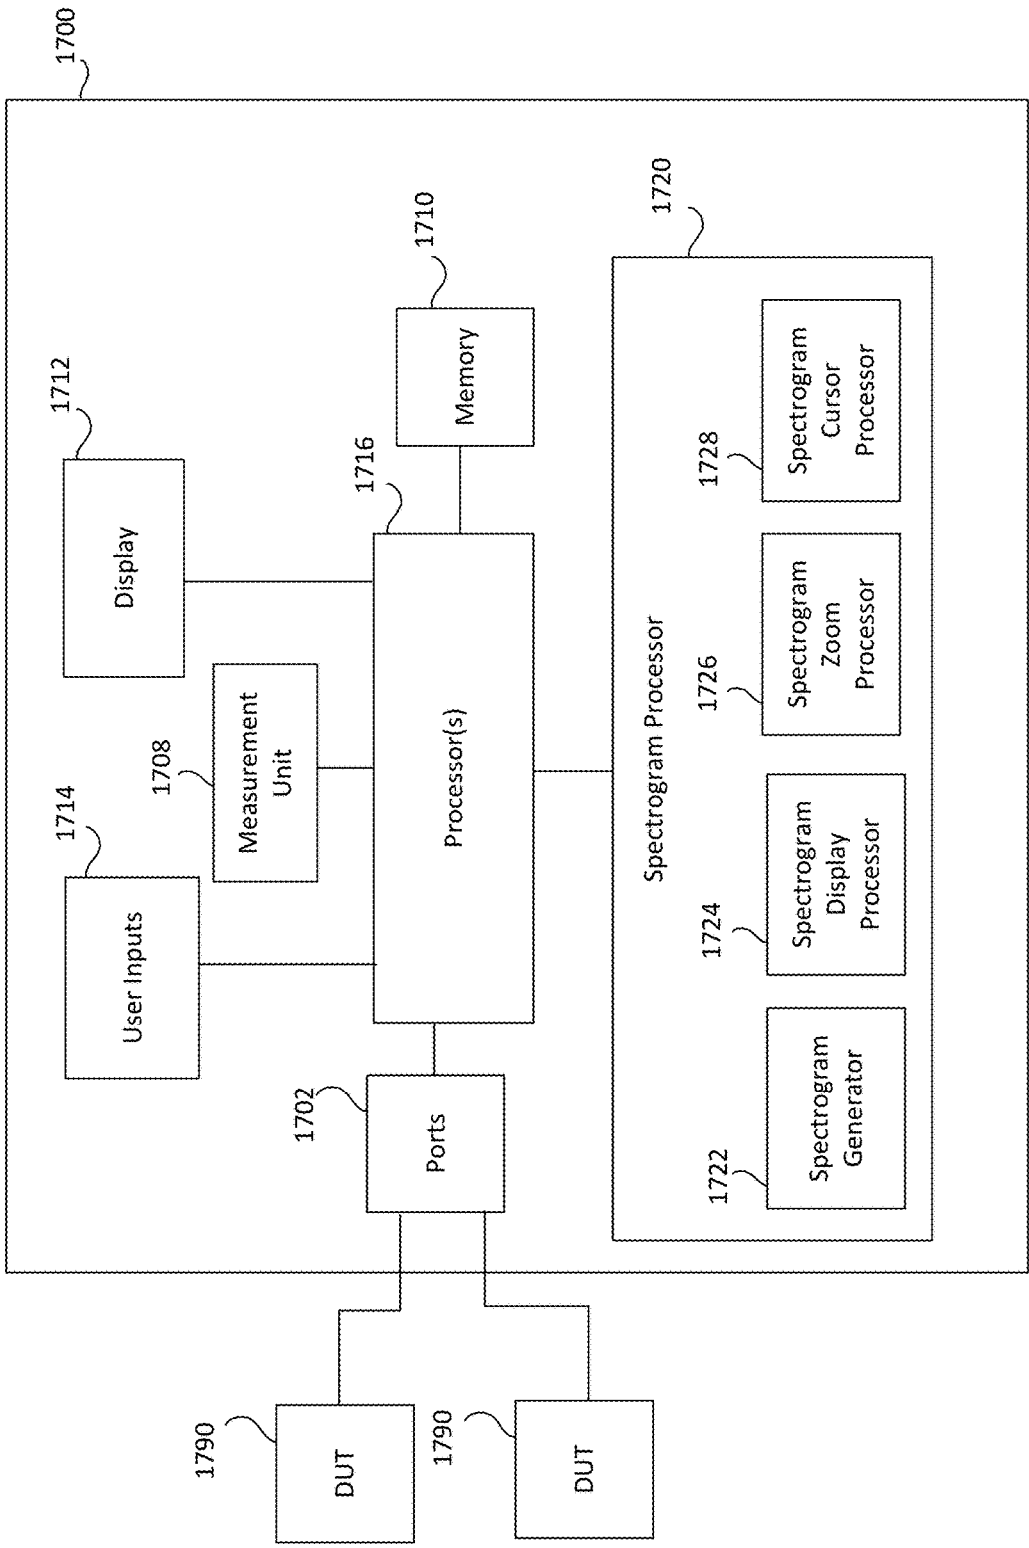 1700
1714
User Inputs
1712
Display
1708
Measurement
Unit
1710
Memory
1716
Processor(s)
1702
Ports
1790
DUT
1790
DUT
1720
Spectrogram Processor
1722
Spectrogram
Generator
1724
Spectrogram
Display
Processor
1726
Spectrogram
Zoom
Processor
1728
Spectrogram
Cursor
Processor